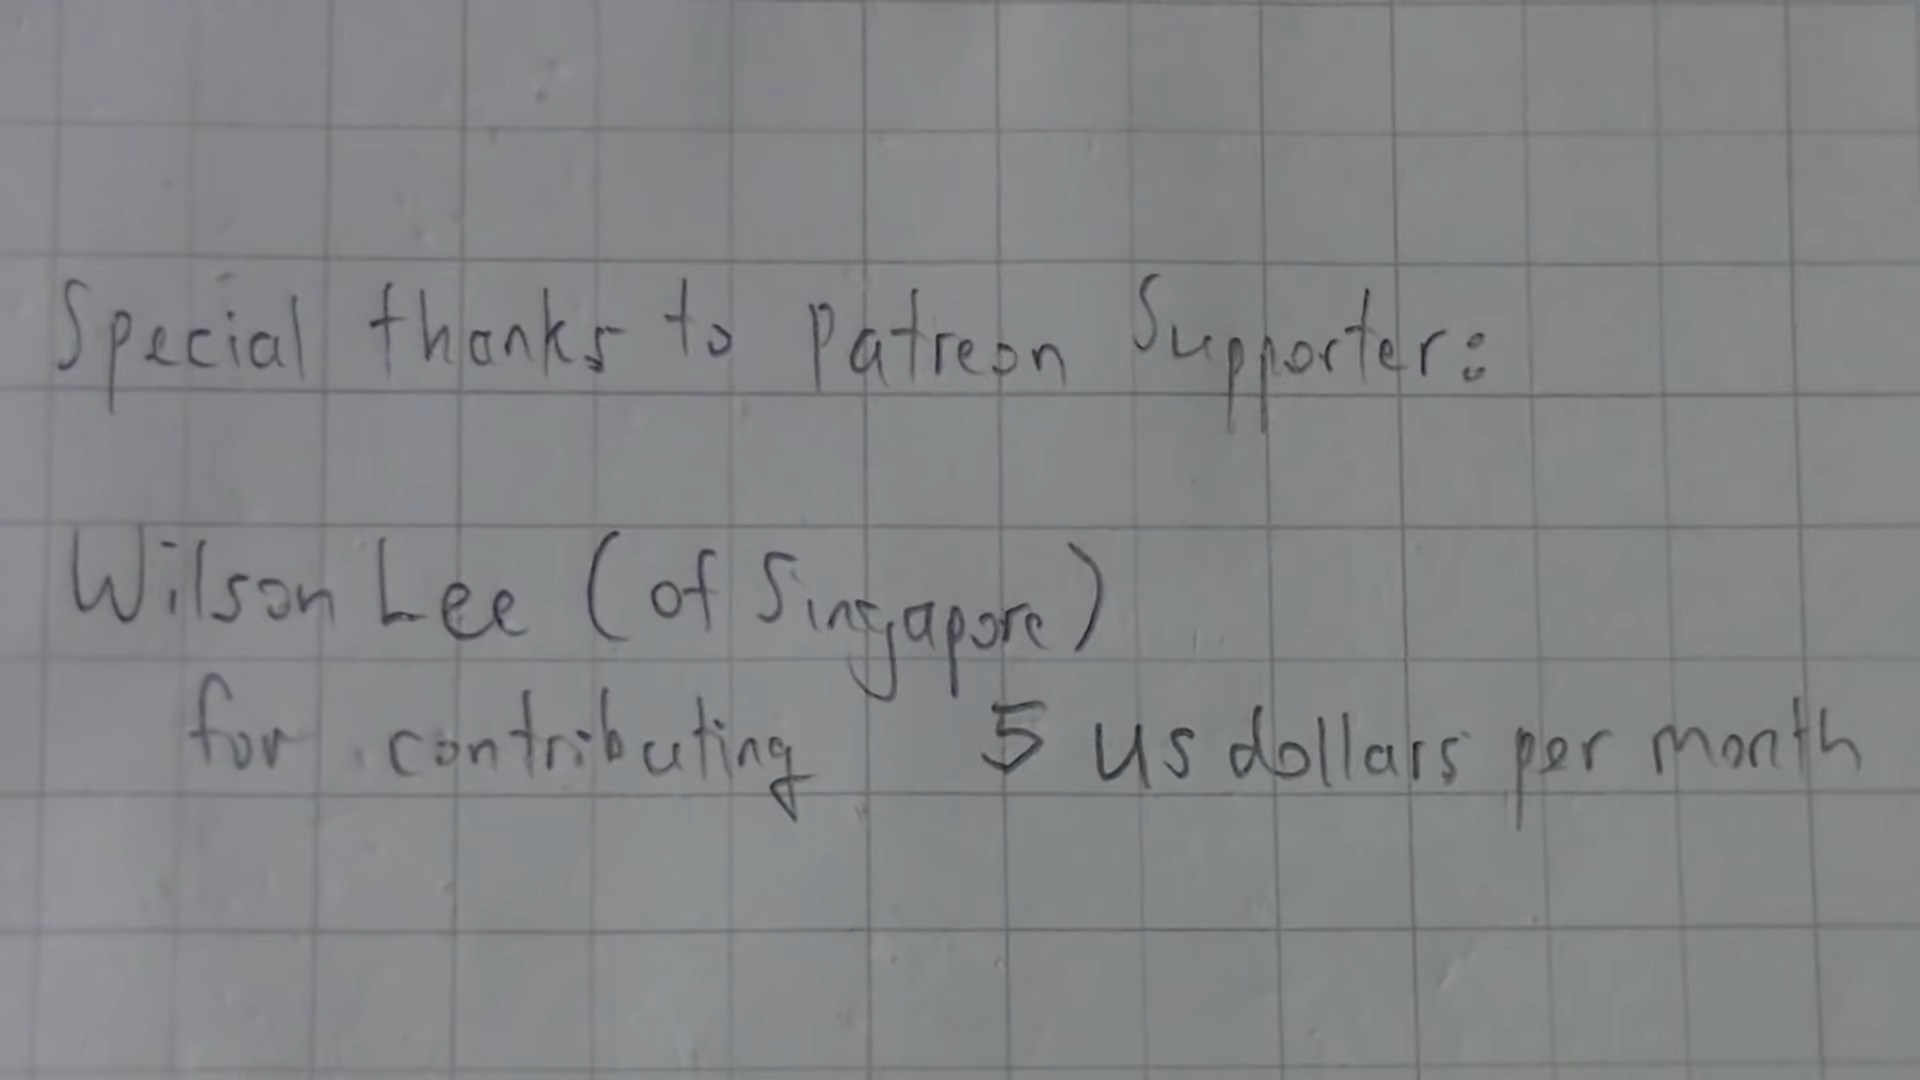 Special thanks to Patreon Supporter:
Wilson Lee (of Singapore)
for contributing 5 US dollars per month